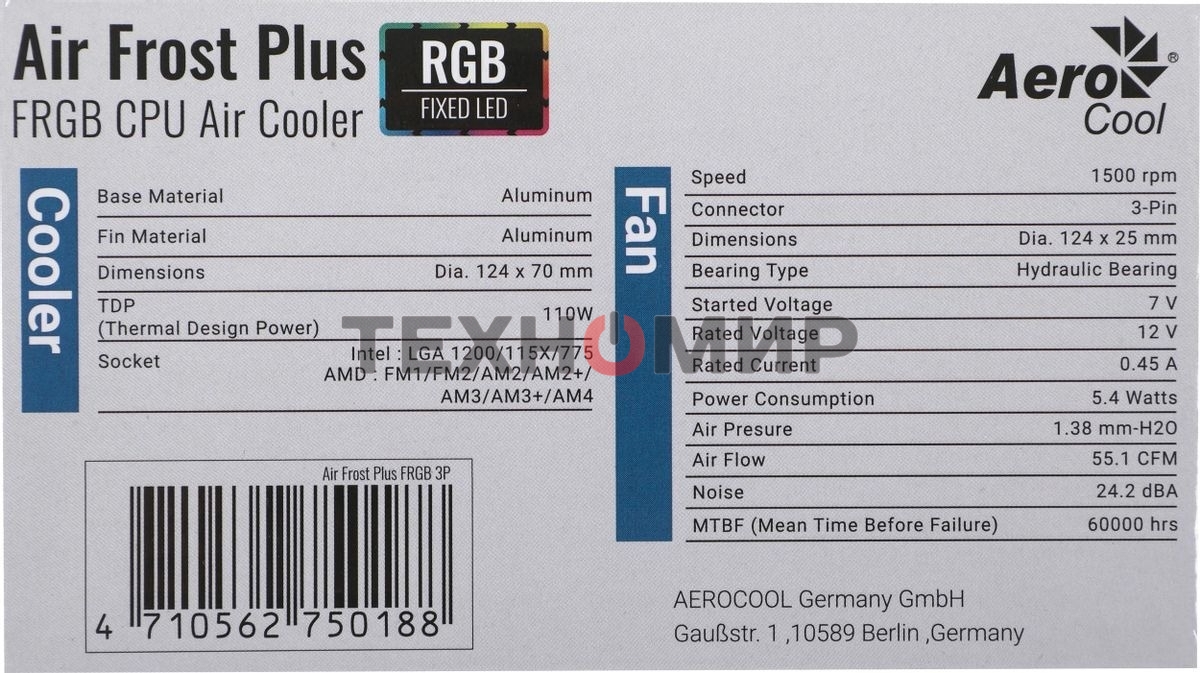 Air Frost Plus
FRGB CPU Air Cooler
RGB
FIXED LED
Aero
Cool
®
Cooler
Base Material Aluminum
Fin Material Aluminum
Dimensions Dia. 124 x 70 mm
TDP
(Thermal Design Power) 110W
Socket Intel : LGA 1200/115X/775
AMD : FM1/FM2/AM2/AM2+/
AM3/AM3+/AM4
Fan
Speed 1500 rpm
Connector 3-Pin
Dimensions Dia. 124 x 25 mm
Bearing Type Hydraulic Bearing
Started Voltage 7 V
Rated Voltage 12 V
Rated Current 0.45 A
Power Consumption 5.4 Watts
Air Presure 1.38 mm-H2O
Air Flow 55.1 CFM
Noise 24.2 dBA
MTBF (Mean Time Before Failure) 60000 hrs
ТЕХНОМИР
Air Frost Plus FRGB 3P
4 710562 750188
AEROCOOL Germany GmbH
Gaußstr. 1 ,10589 Berlin ,Germany